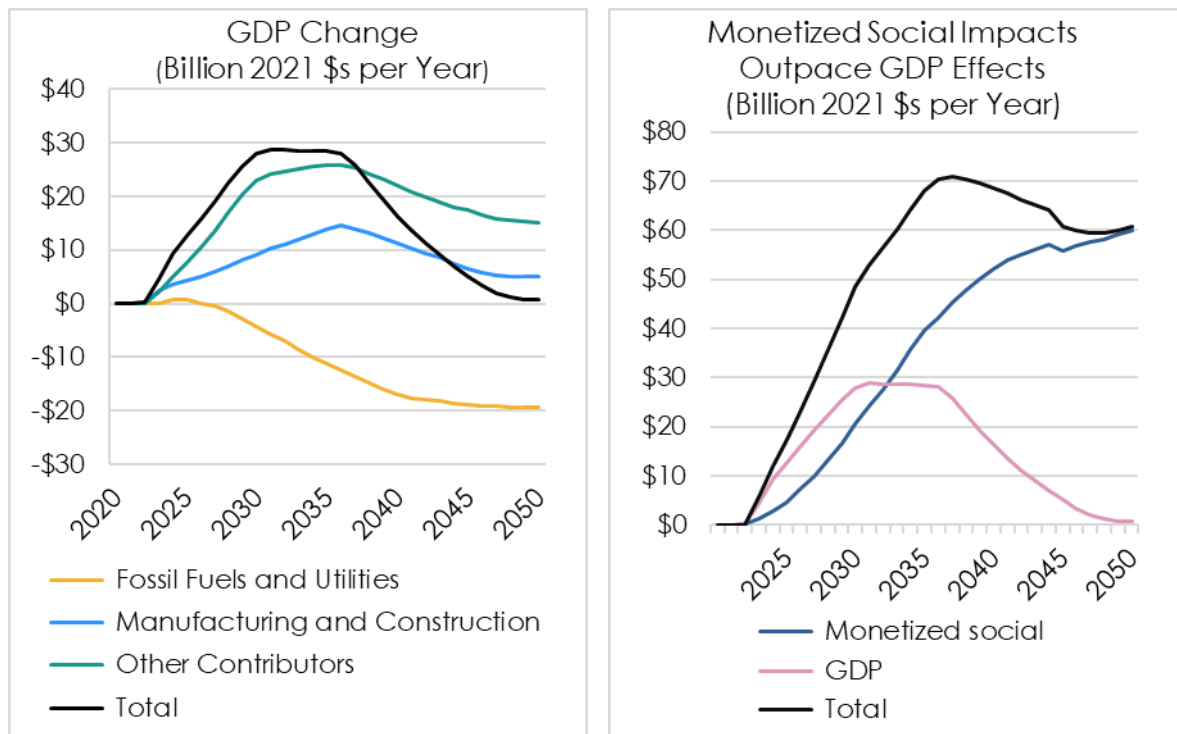 GDP Change
(Billion 2021 $s per Year)
$40
$30
$20
$10
$0
-$10
-$20
-$30
2020
2025
2030
2035
2040
2045
2050
Fossil Fuels and Utilities
Manufacturing and Construction
Other Contributors
Total
Monetized Social Impacts
Outpace GDP Effects
(Billion 2021 $s per Year)
$80
$70
$60
$50
$40
$30
$20
$10
$0
2025
2030
2035
2040
2045
2050
Monetized social
GDP
Total